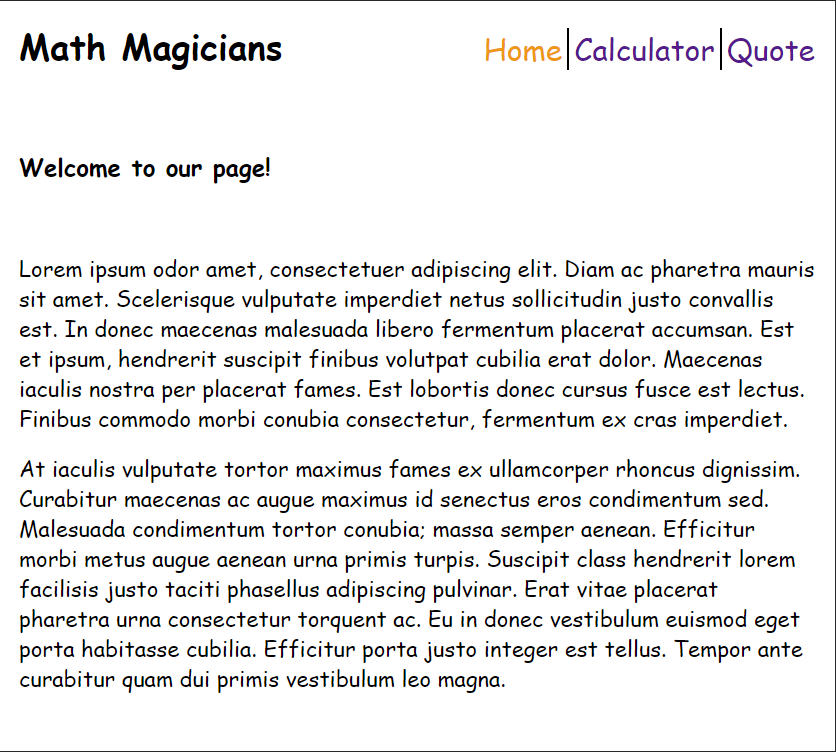 Math Magicians
Home Calculator Quote
Welcome to our page!
Lorem ipsum odor amet, consectetuer adipiscing elit. Diam ac pharetra mauris
sit amet. Scelerisque vulputate imperdiet netus sollicitudin justo convallis
est. In donec maecenas malesuada libero fermentum placerat accumsan. Est
et ipsum, hendrerit suscipit finibus volutpat cubilia erat dolor. Maecenas
iaculis nostra per placerat fames. Est lobortis donec cursus fusce est lectus.
Finibus commodo morbi conubia consectetur, fermentum ex cras imperdiet.
At iaculis vulputate tortor maximus fames ex ullamcorper rhoncus dignissim.
Curabitur maecenas ac augue maximus id senectus eros condimentum sed.
Malesuada condimentum tortor conubia; massa semper aenean. Efficitur
morbi metus augue aenean urna primis turpis. Suscipit class hendrerit lorem
facilisis justo taciti phasellus adipiscing pulvinar. Erat vitae placerat
pharetra urna consectetur torquent ac. Eu in donec vestibulum euismod eget
porta habitasse cubilia. Efficitur porta justo integer est tellus. Tempor ante
curabitur quam dui primis vestibulum leo magna.